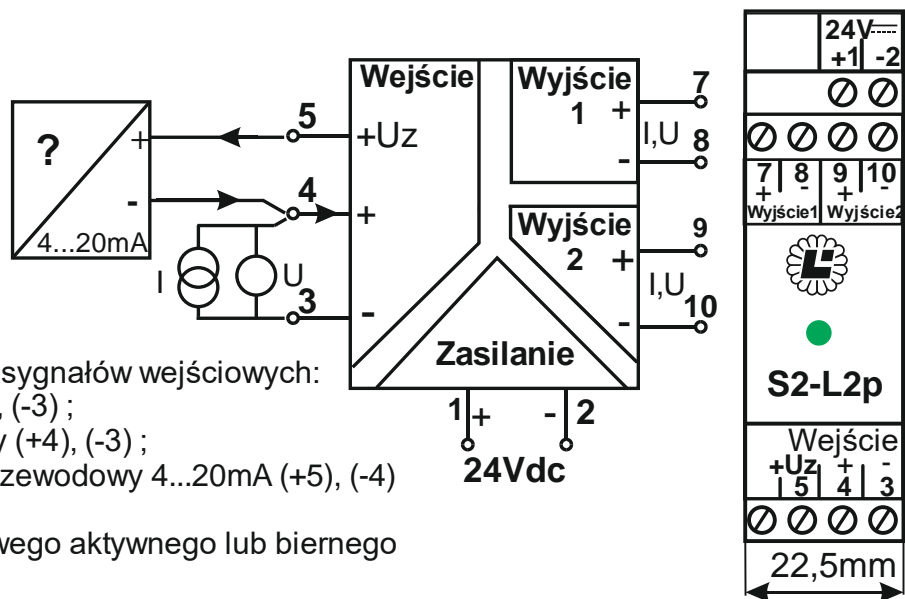 Wejście
Wyjście
1
+
-
7
I,U
8
5
+Uz
?
+
-
4...20mA
4
+
I
U
3
-
Wyjście
2
+
-
9
I,U
10
Zasilanie
1
+
-
2
24Vdc
sygnałów wejściowych:
, (-3) ;
y (+4), (-3) ;
zewodowy 4...20mA (+5), (-4)
wego aktywnego lub biernego
24V
+1 -2
7 8 9 10
+ - + -
Wyjście1 Wyjście2
S2-L2p
Wejście
+Uz + -
5 4 3
22,5mm